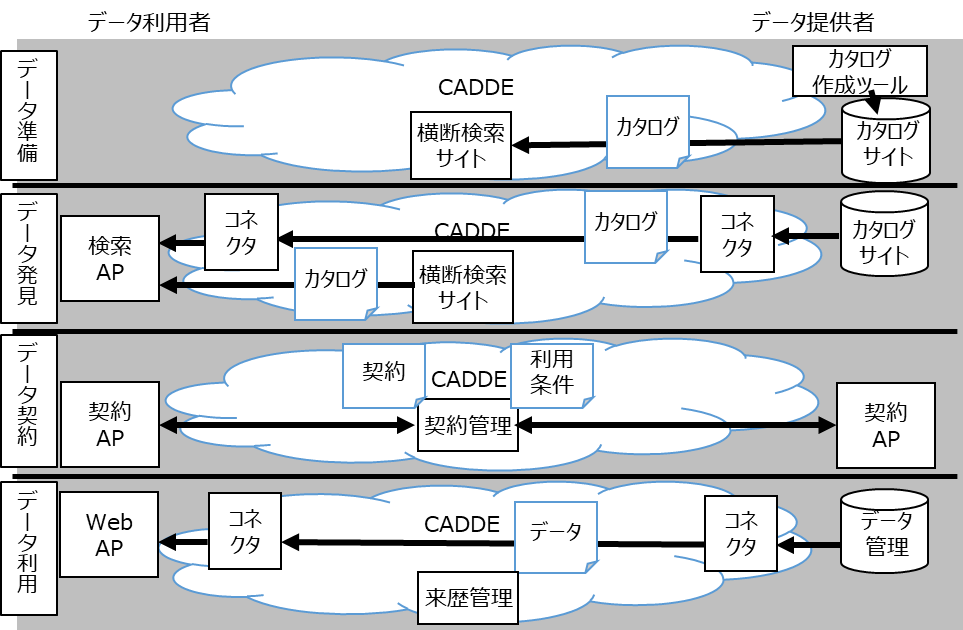 データ利用者
データ提供者
データ準備
CADDE
カタログ
作成ツール
横断検索
サイト
カタログ
カタログ
サイト
データ発見
検索
AP
コネ
クタ
CADDE
カタログ
コネ
クタ
カタログ
サイト
カタログ
横断検索
サイト
データ契約
契約
AP
契約
CADDE
利用
条件
契約管理
契約
AP
データ利用
Web
AP
コネ
クタ
CADDE
データ
コネ
クタ
データ
管理
来歴管理